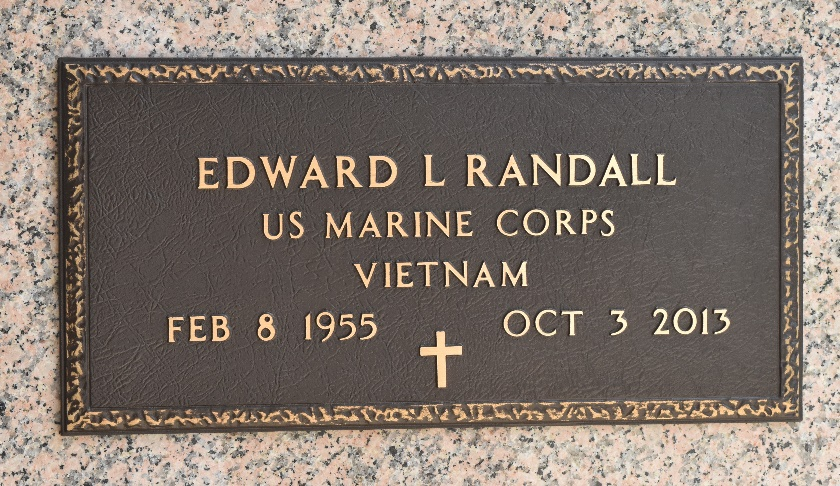 EDWARD L RANDALL
US MARINE CORPS
VIETNAM
FEB 8 1955 OCT 3 2013